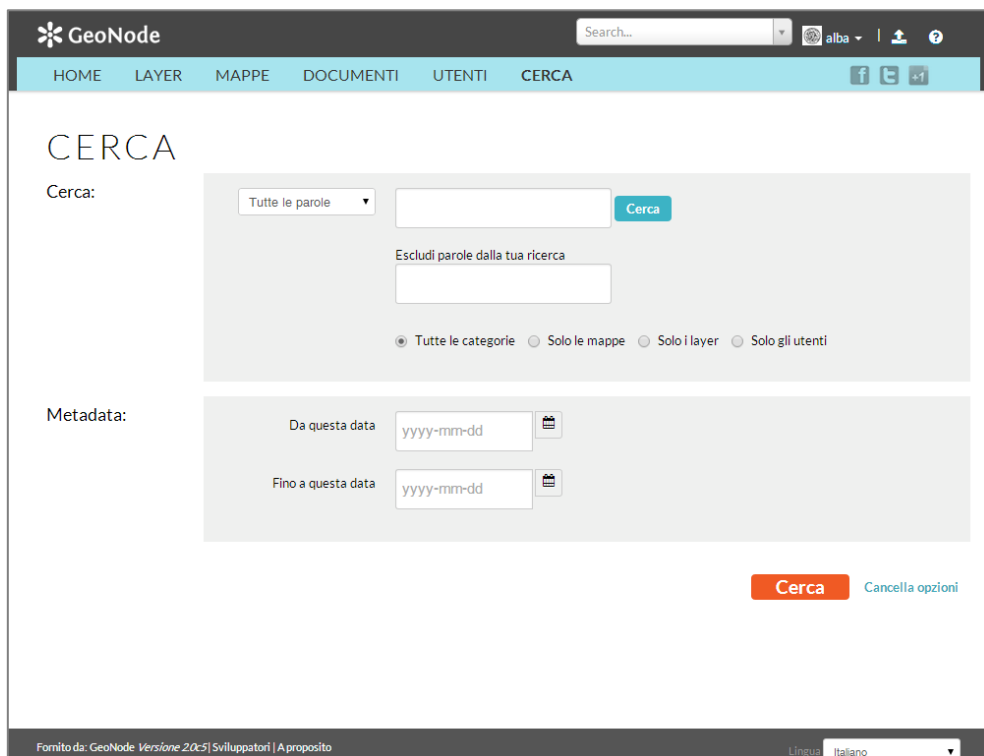 GeoNode
Search...
alba
HOME LAYER MAPPE DOCUMENTI UTENTI CERCA
f t +1
CERCA
Cerca:
Tutte le parole
Cerca
Escludi parole dalla tua ricerca
Tutte le categorie Solo le mappe Solo i layer Solo gli utenti
Metadata:
Da questa data yyyy-mm-dd
Fino a questa data yyyy-mm-dd
Cerca Cancella opzioni
Fornito da: GeoNode Versione 2.0c5 | Sviluppatori | A proposito
Lingua Italiano